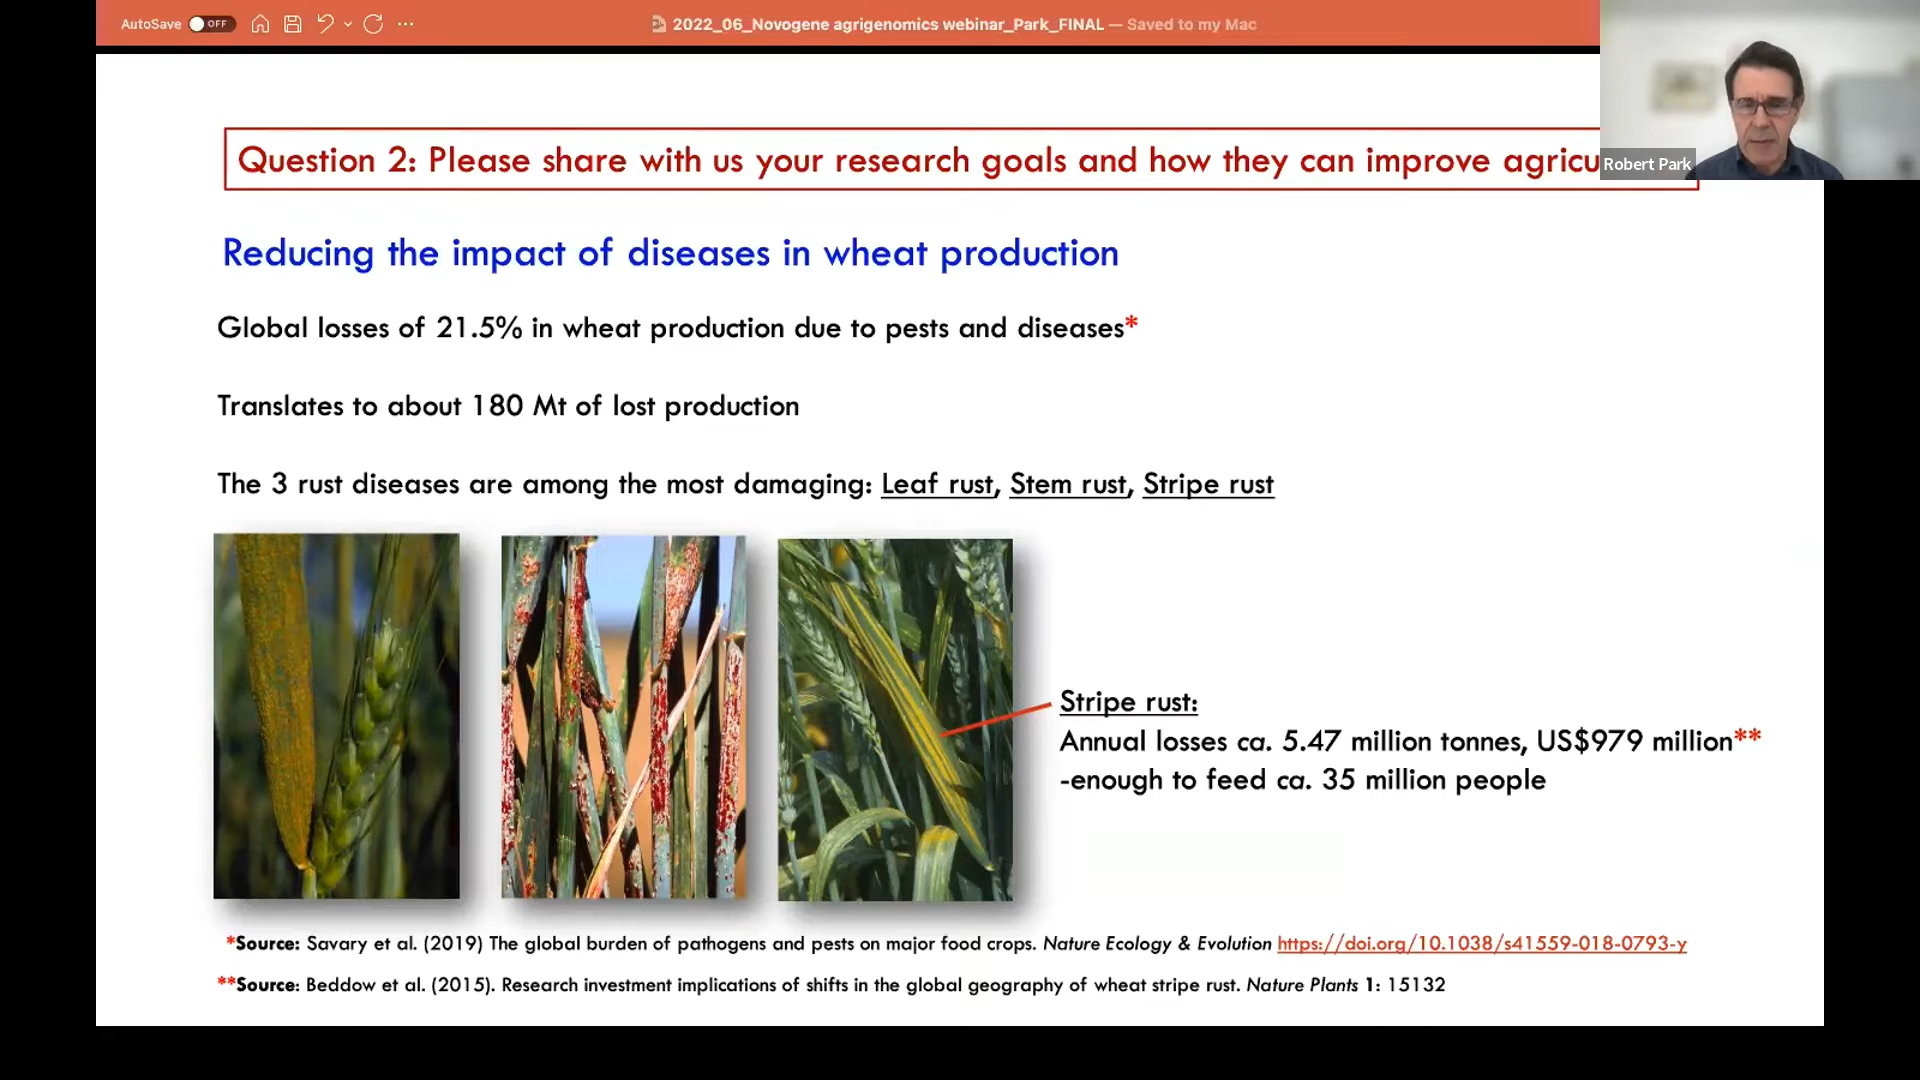 AutoSave OFF
2022_06_Novogene agrigenomics webinar_Park_FINAL — Saved to my Mac
Question 2: Please share with us your research goals and how they can improve agricu
Robert Park
Reducing the impact of diseases in wheat production
Global losses of 21.5% in wheat production due to pests and diseases*
Translates to about 180 Mt of lost production
The 3 rust diseases are among the most damaging: Leaf rust, Stem rust, Stripe rust
Stripe rust:
Annual losses ca. 5.47 million tonnes, US$979 million**
-enough to feed ca. 35 million people
*Source: Savary et al. (2019) The global burden of pathogens and pests on major food crops. Nature Ecology & Evolution https://doi.org/10.1038/s41559-018-0793-y
**Source: Beddow et al. (2015). Research investment implications of shifts in the global geography of wheat stripe rust. Nature Plants 1: 15132